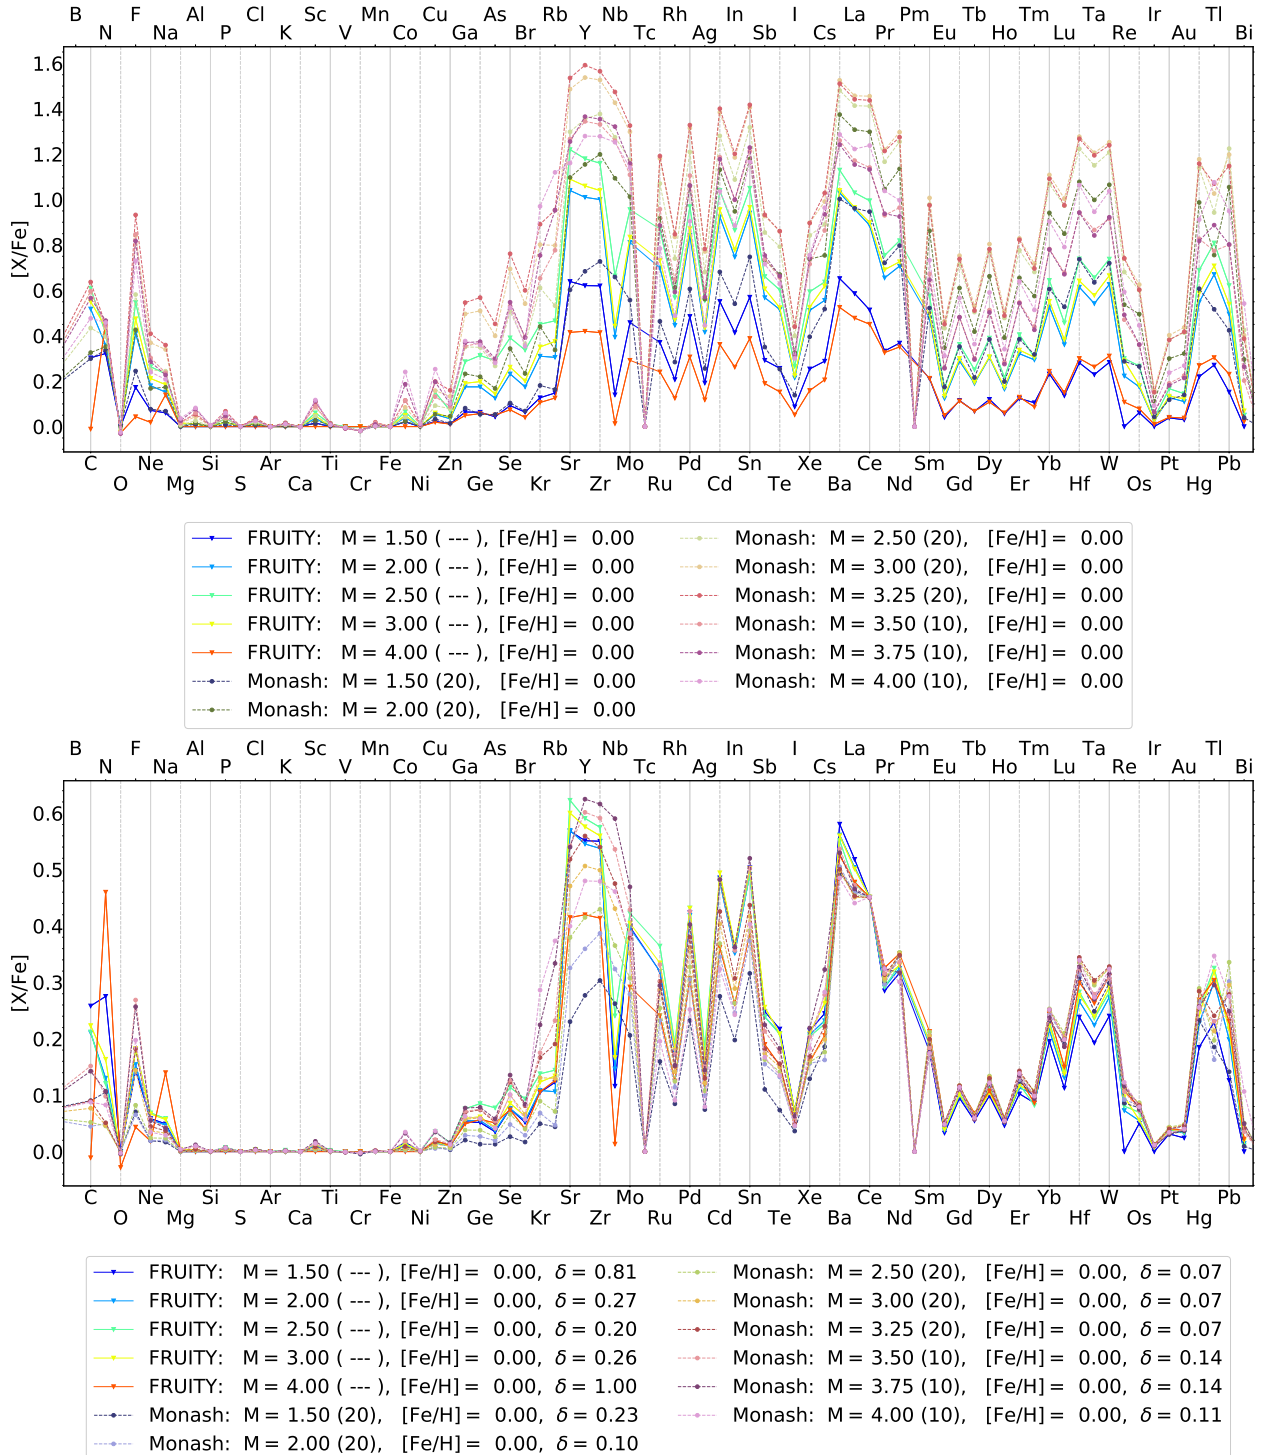 B F Al P Cl K Sc V Mn Co Cu Ga As Br Rb Y Nb Tc Rh Ag In Sb I Cs La Pr Pm Eu Tb Ho Tm Lu Ta Re Ir Au Tl Bi
N Na
1.6
1.4
1.2
1.0
0.8
0.6
0.4
0.2
0.0
[X/Fe]
C Ne Si Ar Ti Fe Zn Se Sr Mo Pd Sn Xe Ce Sm Dy Yb W Pt Pb
O Mg S Ca Cr Ni Ge Kr Zr Ru Cd Te Ba Nd Gd Er Hf Os Hg
FRUITY: M = 1.50 ( --- ), [Fe/H] = 0.00
FRUITY: M = 2.00 ( --- ), [Fe/H] = 0.00
FRUITY: M = 2.50 ( --- ), [Fe/H] = 0.00
FRUITY: M = 3.00 ( --- ), [Fe/H] = 0.00
FRUITY: M = 4.00 ( --- ), [Fe/H] = 0.00
Monash: M = 1.50 (20), [Fe/H] = 0.00
Monash: M = 2.00 (20), [Fe/H] = 0.00
Monash: M = 2.50 (20), [Fe/H] = 0.00
Monash: M = 3.00 (20), [Fe/H] = 0.00
Monash: M = 3.25 (20), [Fe/H] = 0.00
Monash: M = 3.50 (10), [Fe/H] = 0.00
Monash: M = 3.75 (10), [Fe/H] = 0.00
Monash: M = 4.00 (10), [Fe/H] = 0.00
B F Al P Cl K Sc V Mn Co Cu Ga As Br Rb Y Nb Tc Rh Ag In Sb I Cs La Pr Pm Eu Tb Ho Tm Lu Ta Re Ir Au Tl Bi
N Na
0.6
0.5
0.4
0.3
0.2
0.1
0.0
[X/Fe]
C Ne Si Ar Ti Fe Zn Se Sr Mo Pd Sn Xe Ce Sm Dy Yb W Pt Pb
O Mg S Ca Cr Ni Ge Kr Zr Ru Cd Te Ba Nd Gd Er Hf Os Hg
FRUITY: M = 1.50 ( --- ), [Fe/H] = 0.00, δ = 0.81
FRUITY: M = 2.00 ( --- ), [Fe/H] = 0.00, δ = 0.27
FRUITY: M = 2.50 ( --- ), [Fe/H] = 0.00, δ = 0.20
FRUITY: M = 3.00 ( --- ), [Fe/H] = 0.00, δ = 0.26
FRUITY: M = 4.00 ( --- ), [Fe/H] = 0.00, δ = 1.00
Monash: M = 1.50 (20), [Fe/H] = 0.00, δ = 0.23
Monash: M = 2.00 (20), [Fe/H] = 0.00, δ = 0.10
Monash: M = 2.50 (20), [Fe/H] = 0.00, δ = 0.07
Monash: M = 3.00 (20), [Fe/H] = 0.00, δ = 0.07
Monash: M = 3.25 (20), [Fe/H] = 0.00, δ = 0.07
Monash: M = 3.50 (10), [Fe/H] = 0.00, δ = 0.14
Monash: M = 3.75 (10), [Fe/H] = 0.00, δ = 0.14
Monash: M = 4.00 (10), [Fe/H] = 0.00, δ = 0.11